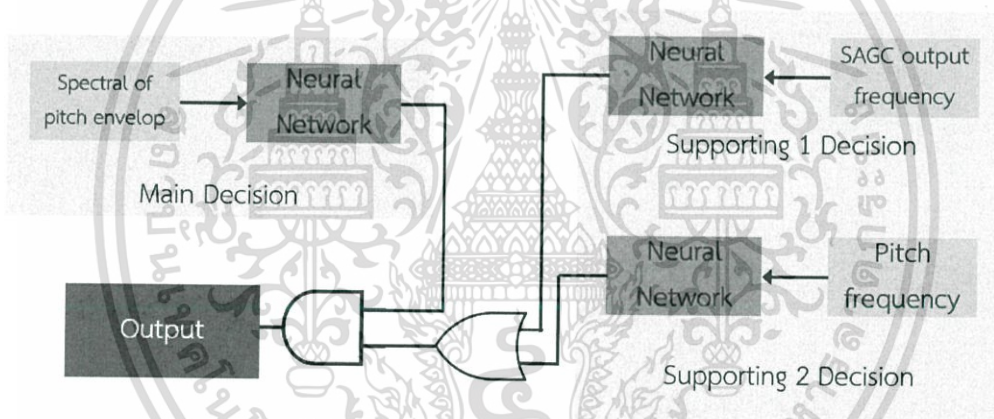 Spectral of
pitch envelop
Neural
Network
Main Decision
Neural
Network
SAGC output
frequency
Supporting 1 Decision
Neural
Network
Pitch
frequency
Supporting 2 Decision
Output